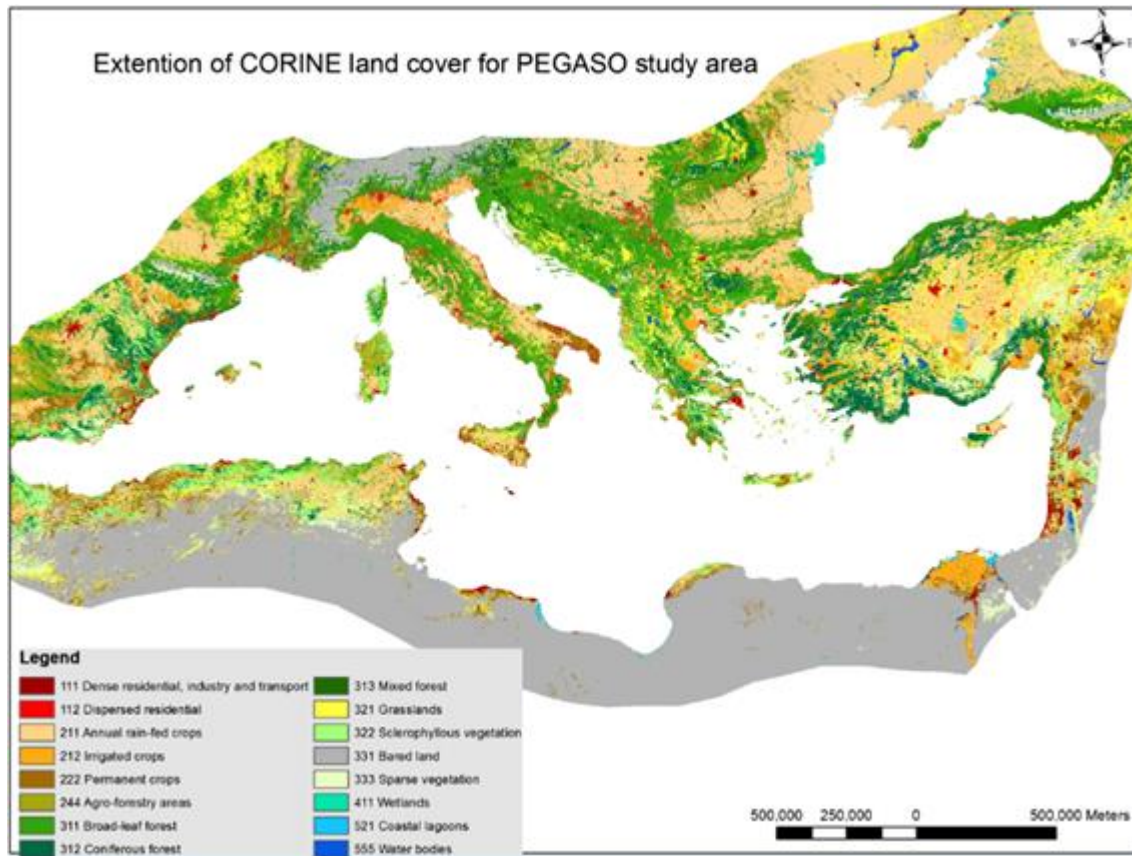 Extention of CORINE land cover for PEGASO study area
N
W E
S
Legend
111 Dense residential, industry and transport
112 Dispersed residential
211 Annual rain-fed crops
212 Irrigated crops
222 Permanent crops
244 Agro-forestry areas
311 Broad-leaf forest
312 Coniferous forest
313 Mixed forest
321 Grasslands
322 Sclerophyllous vegetation
331 Bared land
333 Sparse vegetation
411 Wetlands
521 Coastal lagoons
555 Water bodies
500,000 250,000 0 500,000 Meters